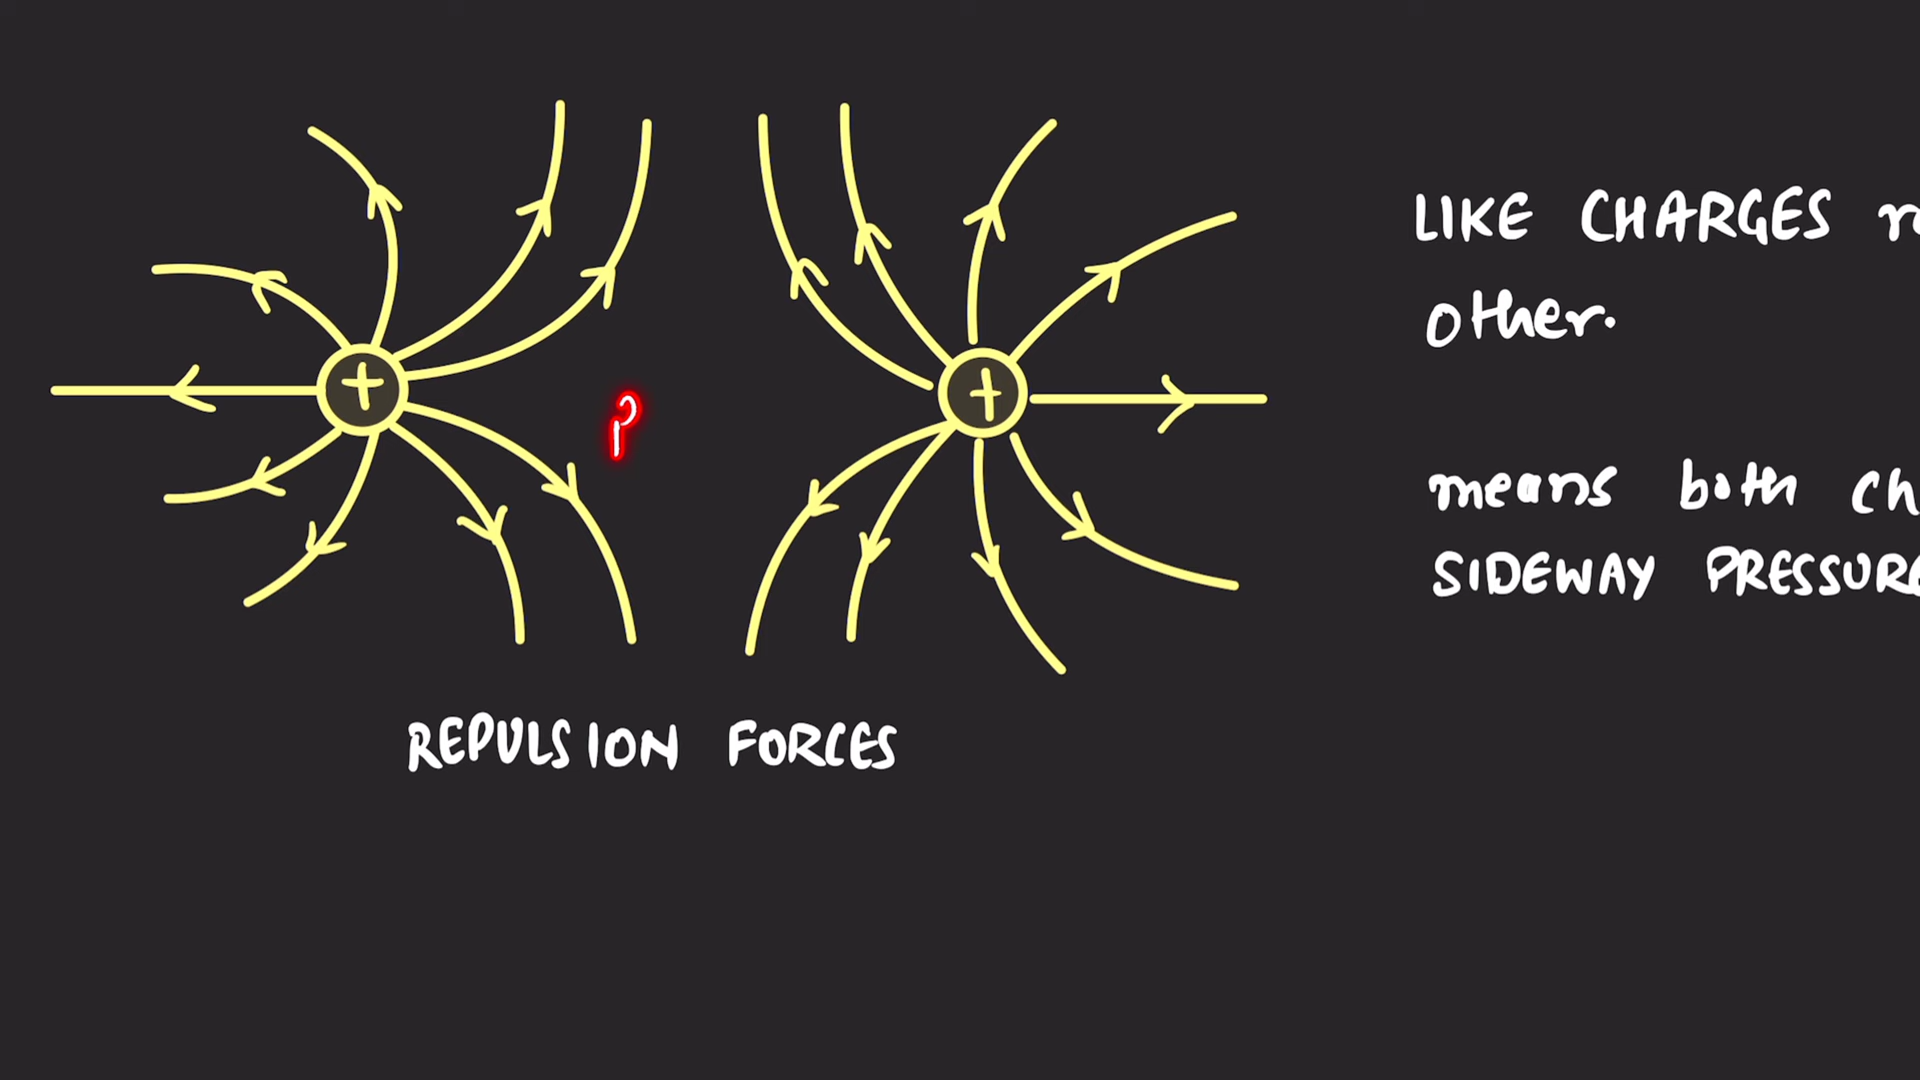 +
+
P
REPULSION FORCES
LIKE CHARGES
other.
means both
SIDEWAY PRESSURE